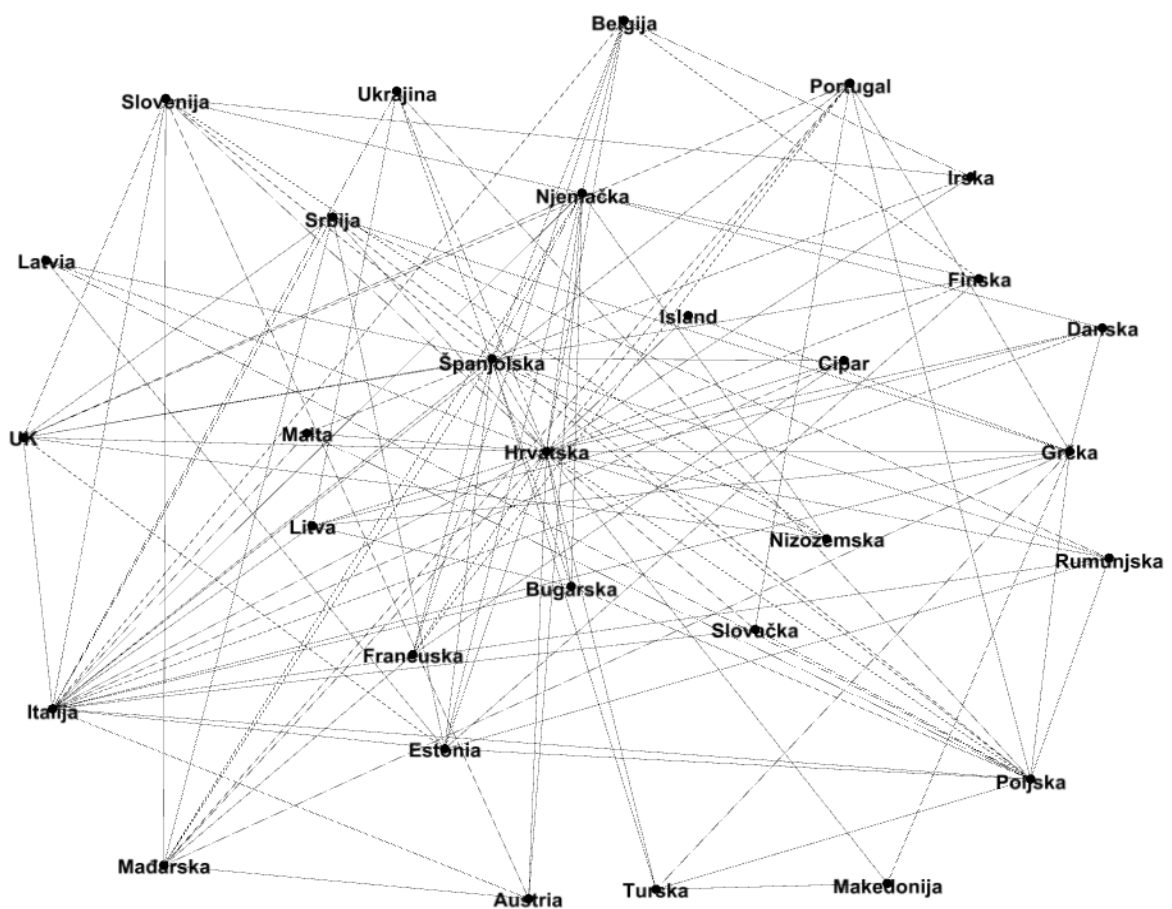 Belgija
Portugal
Ukrajina
Slovenija
Irska
Njemačka
Srbija
Latvia
Finska
Island
Danska
Španjolska
Cipar
UK
Malta
Hrvatska
Grčka
Litva
Nizozemska
Rumunjska
Bugarska
Slovačka
Francuska
Italija
Estonia
Poljska
Mađarska
Turska
Makedonija
Austria